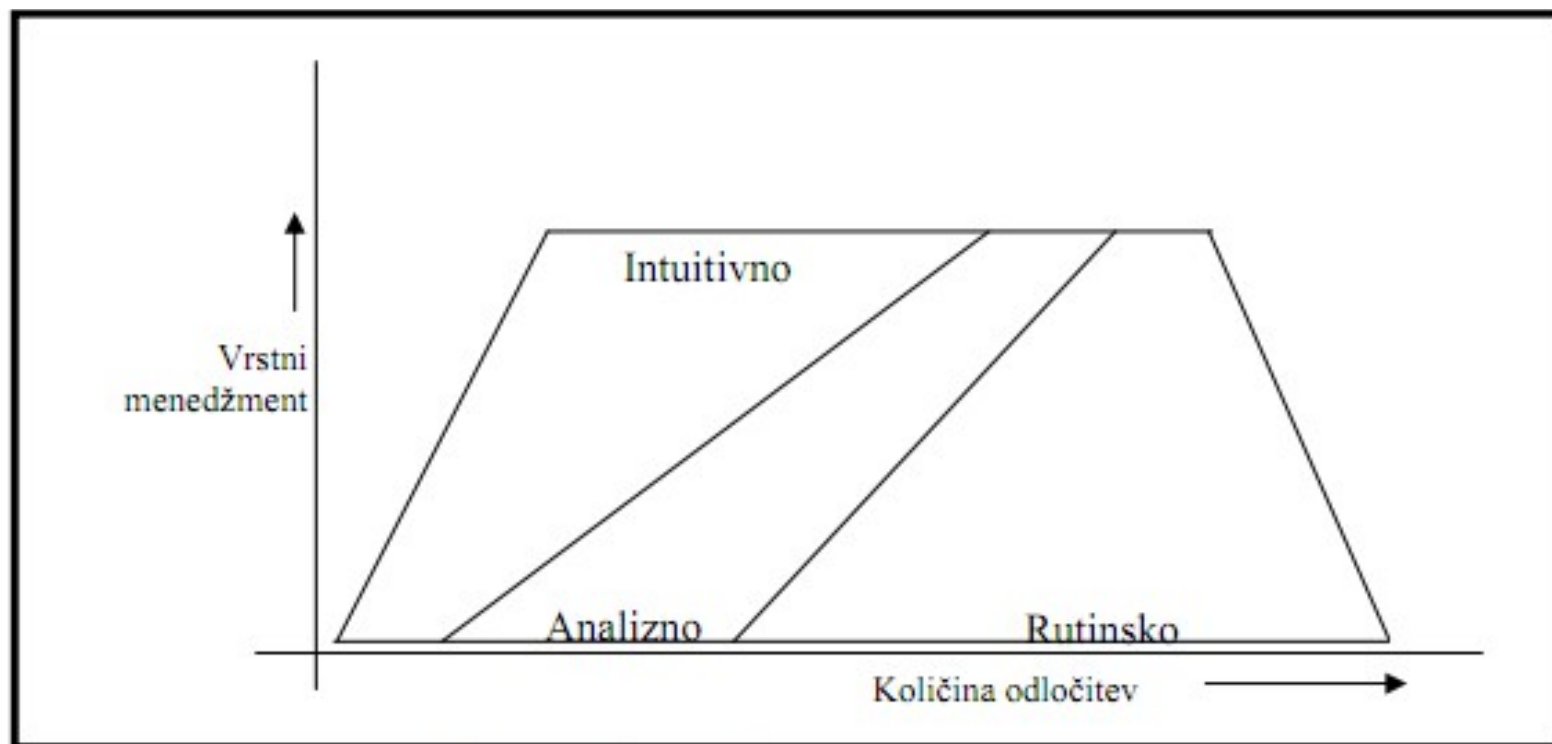 Intuitivno
Vrstni
menedžment
Analizno
Rutinsko
Količina odločitev